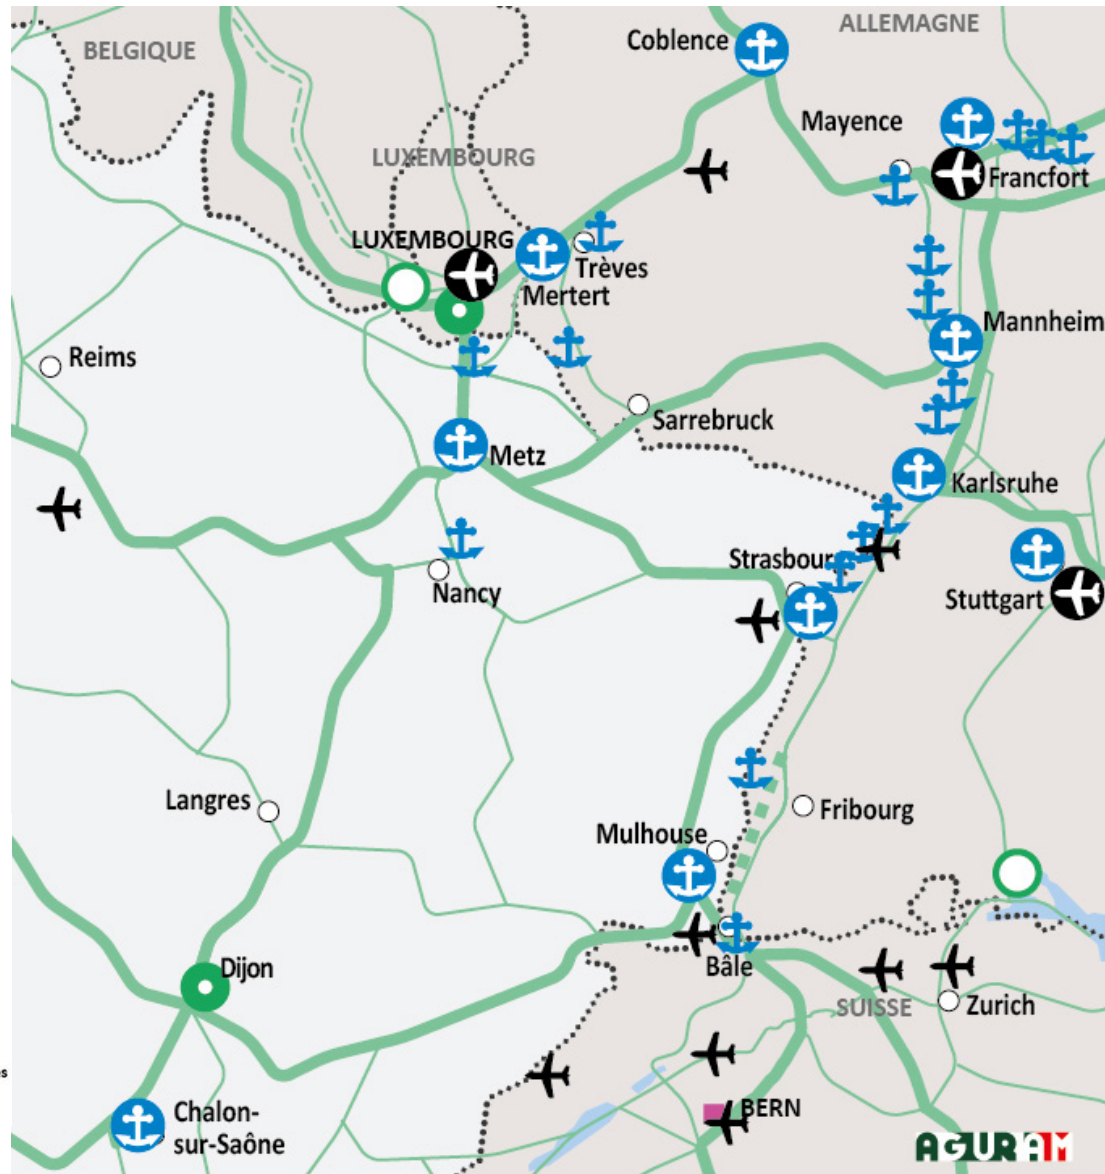 BELGIQUE
Coblence
ALLEMAGNE
Mayence
LUXEMBOURG
Francfort
LUXEMBOURG
Trèves
Mertert
Mannheim
Reims
Sarrebruck
Metz
Karlsruhe
Strasbour
Nancy
Stuttgart
Langres
Fribourg
Mulhouse
Dijon
Bâle
SUISSE
Zurich
Chalon-
sur-Saône
BERN
AGURAM